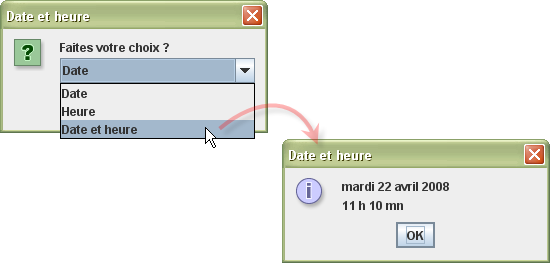 Date et heure
Faites votre choix ?
Date
Date
Heure
Date et heure
Date et heure
mardi 22 avril 2008
11 h 10 mn
OK